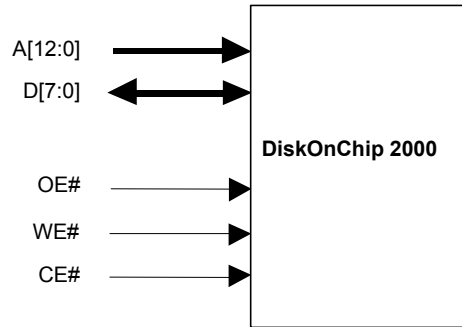 A[12:0]
D[7:0]
DiskOnChip 2000
OE#
WE#
CE#